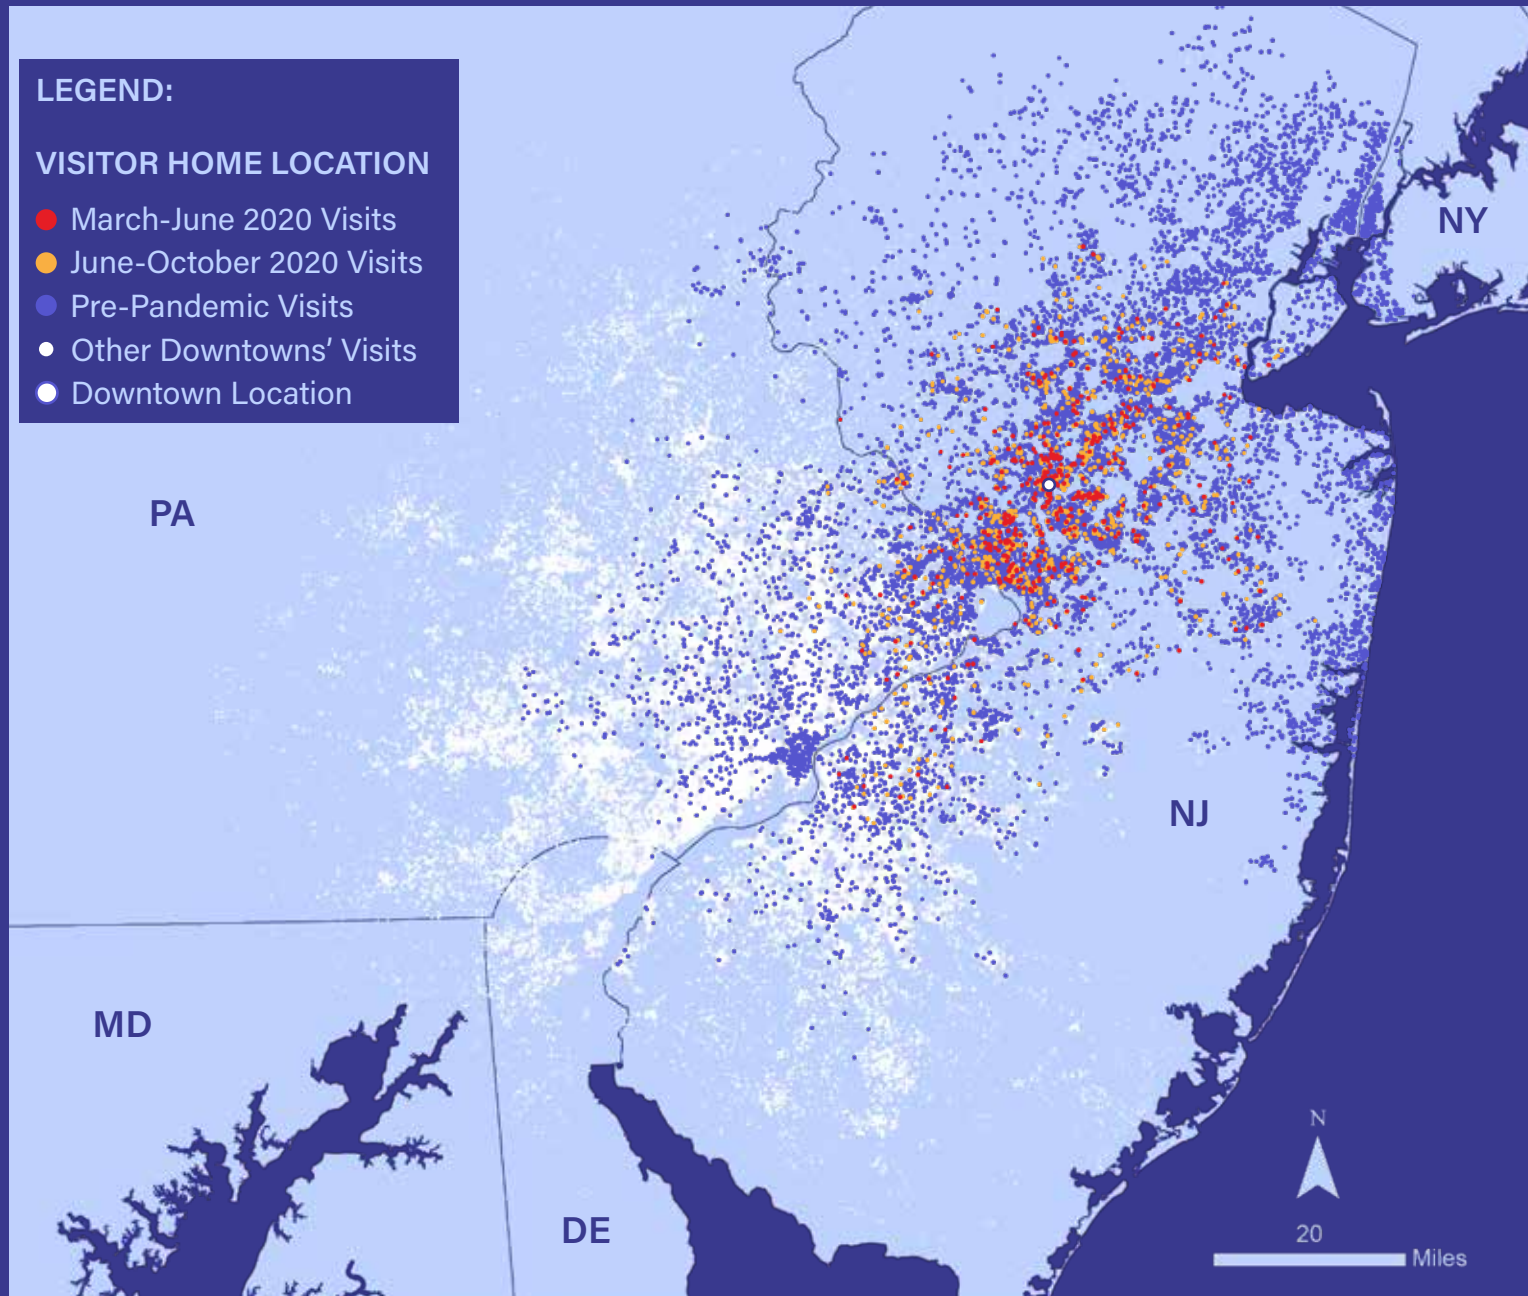 LEGEND:
VISITOR HOME LOCATION
March-June 2020 Visits
June-October 2020 Visits
Pre-Pandemic Visits
Other Downtowns’ Visits
Downtown Location
NY
PA
NJ
MD
DE
N
20
Miles